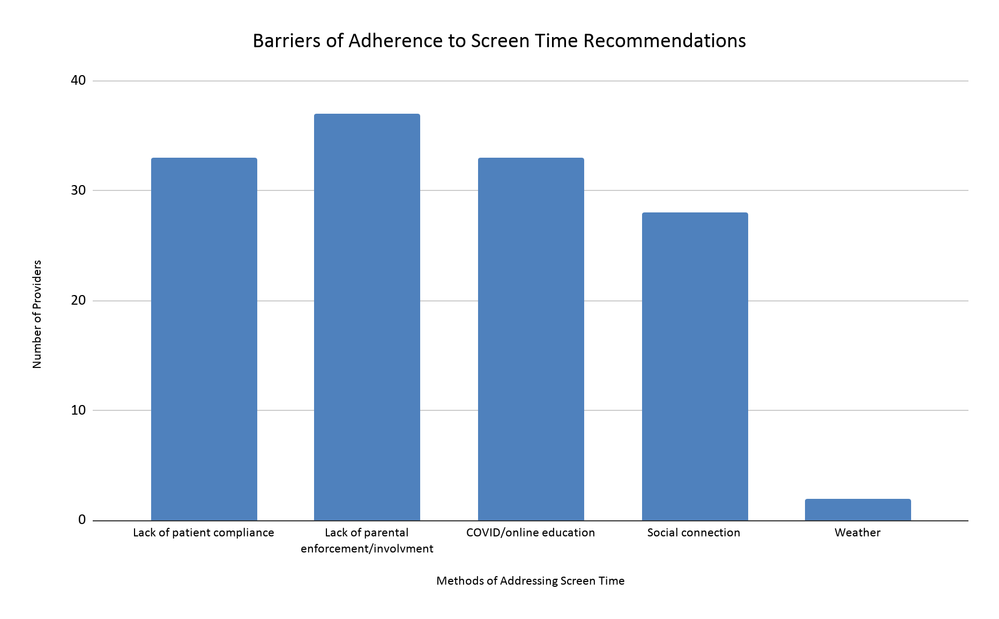 Barriers of Adherence to Screen Time Recommendations
40
30
20
10
0
Number of Providers
Lack of patient compliance
Lack of parental
enforcement/involvment
COVID/online education
Social connection
Weather
Methods of Addressing Screen Time